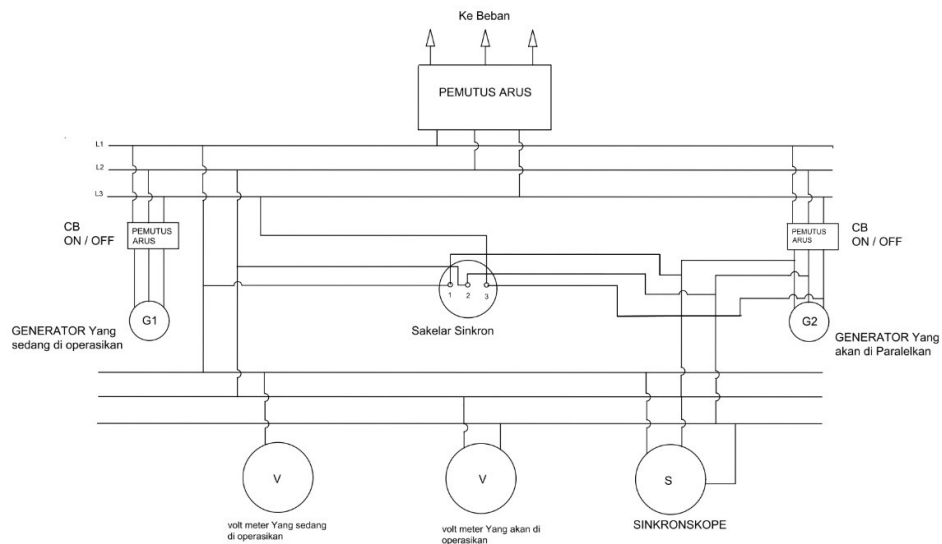 Ke Beban
PEMUTUS ARUS
L1
L2
L3
CB
ON / OFF
PEMUTUS
ARUS
PEMUTUS
ARUS
CB
ON / OFF
1 2 3
G1
Sakelar Sinkron
G2
GENERATOR Yang
sedang di operasikan
GENERATOR Yang
akan di Paralelkan
V
V
S
volt meter Yang sedang
di operasikan
volt meter Yang akan di
operasikan
SINKRONSKOPE